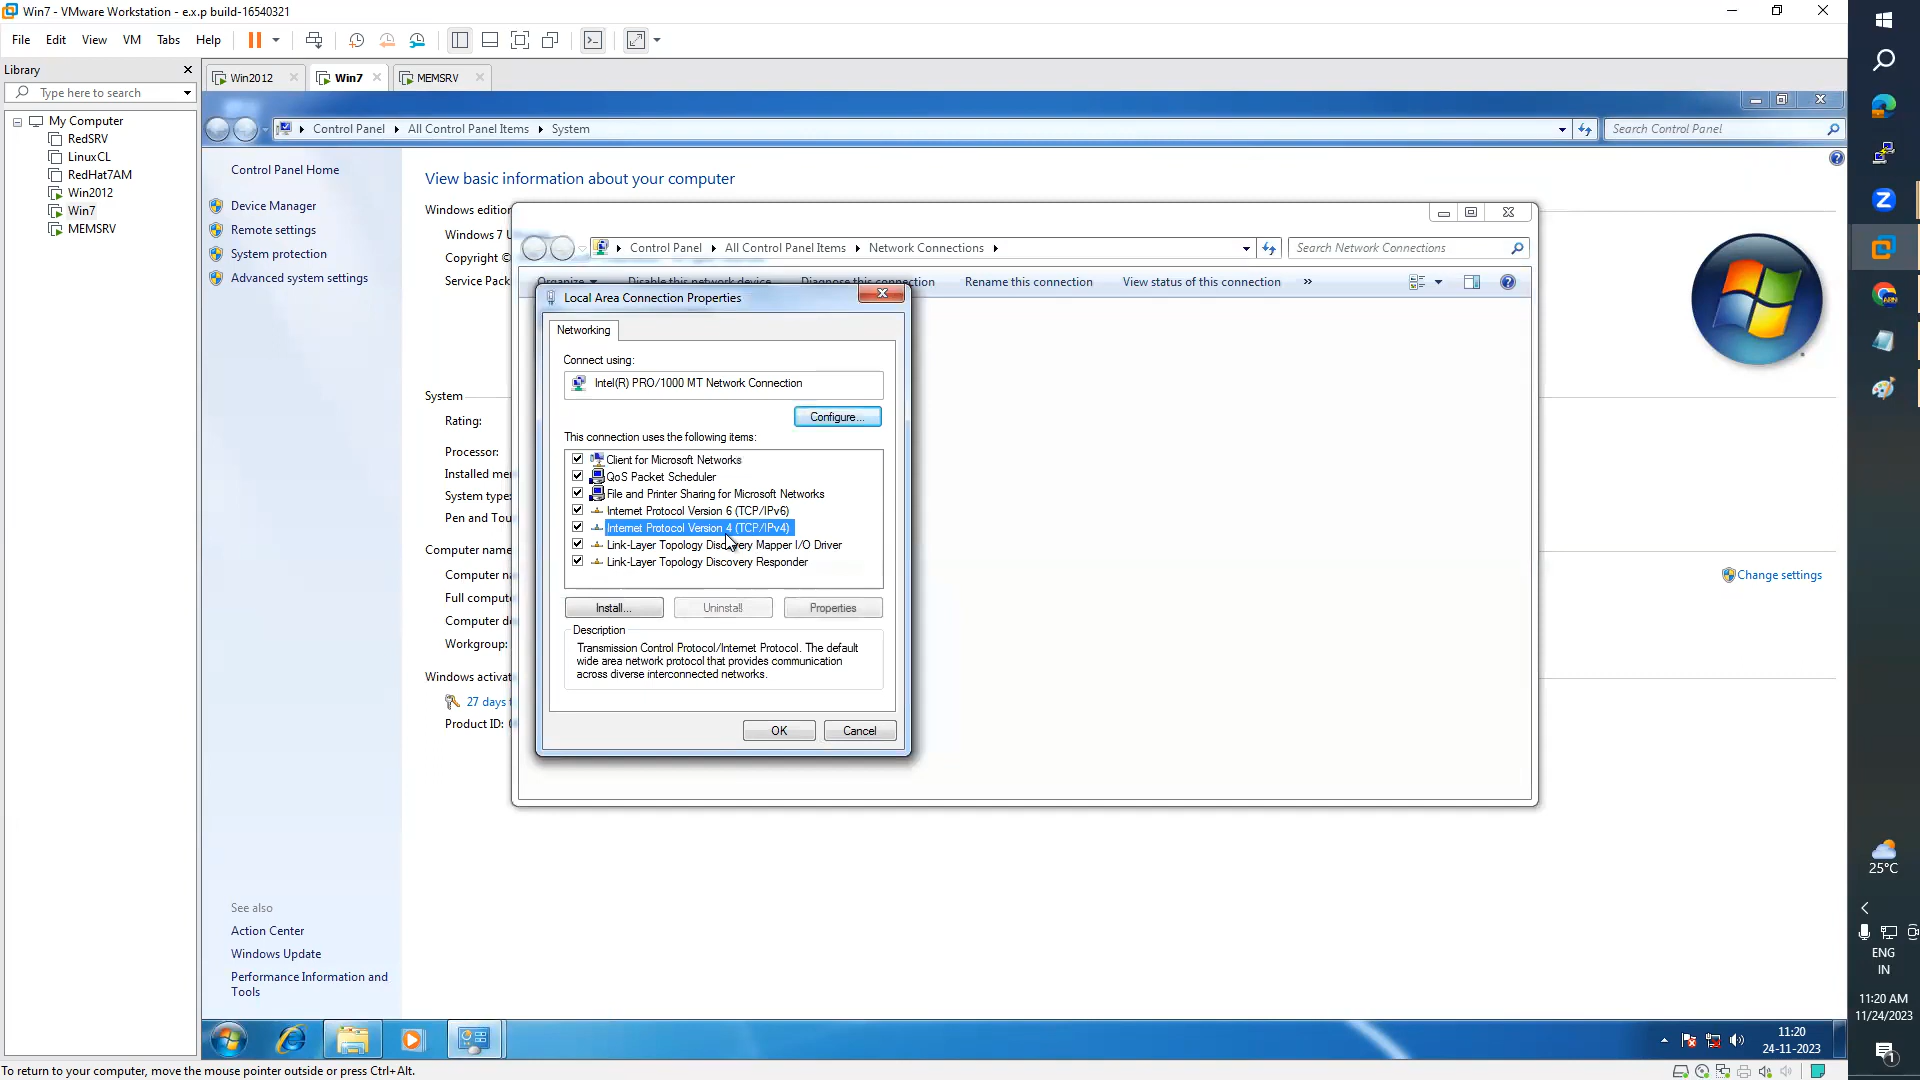 Win7 - VMware Workstation - e.x.p build-16540321
File Edit View VM Tabs Help
Library
Type here to search
My Computer
RedSRV
LinuxCL
RedHat7AM
Win2012
Win7
MEMSRV
Win2012 Win7 MEMSRV
Control Panel All Control Panel Items System
Search Control Panel
Control Panel Home
Device Manager
Remote settings
System protection
Advanced system settings
See also
Action Center
Windows Update
Performance Information and
Tools
View basic information about your computer
Windows edition
Windows 7 U
Copyright ©
Service Pack
System
Rating:
Processor:
Installed me
System type:
Pen and Tou
Computer name
Computer n
Full compute
Computer d
Workgroup:
Windows activat
27 days
Product ID:
Change settings
Control Panel All Control Panel Items Network Connections
Search Network Connections
Organize Disable this network device Diagnose this connection Rename this connection View status of this connection »
Local Area Connection Properties
Networking
Connect using:
Intel(R) PRO/1000 MT Network Connection
Configure...
This connection uses the following items:
Client for Microsoft Networks
QoS Packet Scheduler
File and Printer Sharing for Microsoft Networks
Internet Protocol Version 6 (TCP/IPv6)
Internet Protocol Version 4 (TCP/IPv4)
Link-Layer Topology Discovery Mapper I/O Driver
Link-Layer Topology Discovery Responder
Install... Uninstall Properties
Description
Transmission Control Protocol/Internet Protocol. The default
wide area network protocol that provides communication
across diverse interconnected networks.
OK Cancel
11:20
24-11-2023
To return to your computer, move the mouse pointer outside or press Ctrl+Alt.
25°C
ENG
IN
11:20 AM
11/24/2023
1